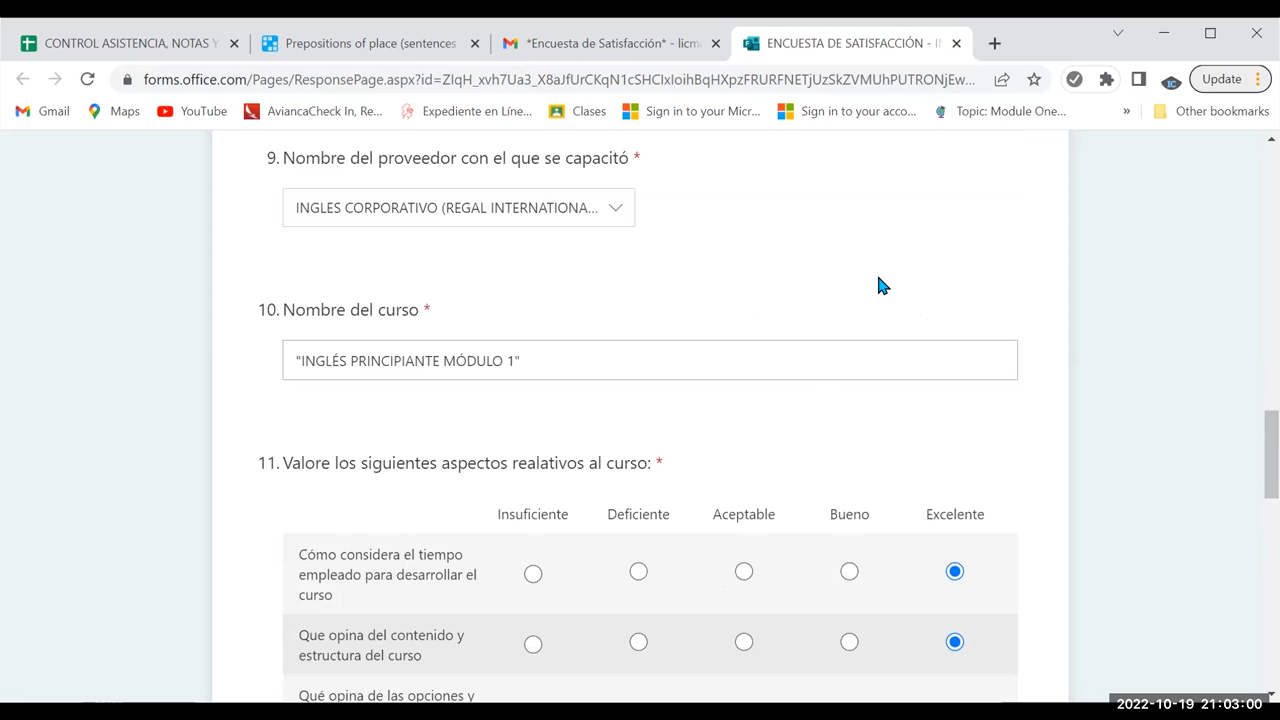 CONTROL ASISTENCIA, NOTAS Y
Prepositions of place (sentences
*Encuesta de Satisfacción* - licm
ENCUESTA DE SATISFACCIÓN - IN
forms.office.com/Pages/ResponsePage.aspx?id=ZIqH_xvh7Ua3_X8aJfUrCKqN1cSHCIxIoihBqHXpzFRURFNETjUzSkZVMUhPUTRONjEw...
Update
Gmail
Maps
YouTube
AviancaCheck In, Re...
Expediente en Líne...
Clases
Sign in to your Micr...
Sign in to your acco...
Topic: Module One...
»
Other bookmarks
9. Nombre del proveedor con el que se capacitó *
INGLES CORPORATIVO (REGAL INTERNATIONA...
10. Nombre del curso *
"INGLÉS PRINCIPIANTE MÓDULO 1"
11. Valore los siguientes aspectos realativos al curso: *
Insuficiente Deficiente Aceptable Bueno Excelente
Cómo considera el tiempo
empleado para desarrollar el
curso
Que opina del contenido y
estructura del curso
Qué opina de las opciones y
2022-10-19 21:03:00